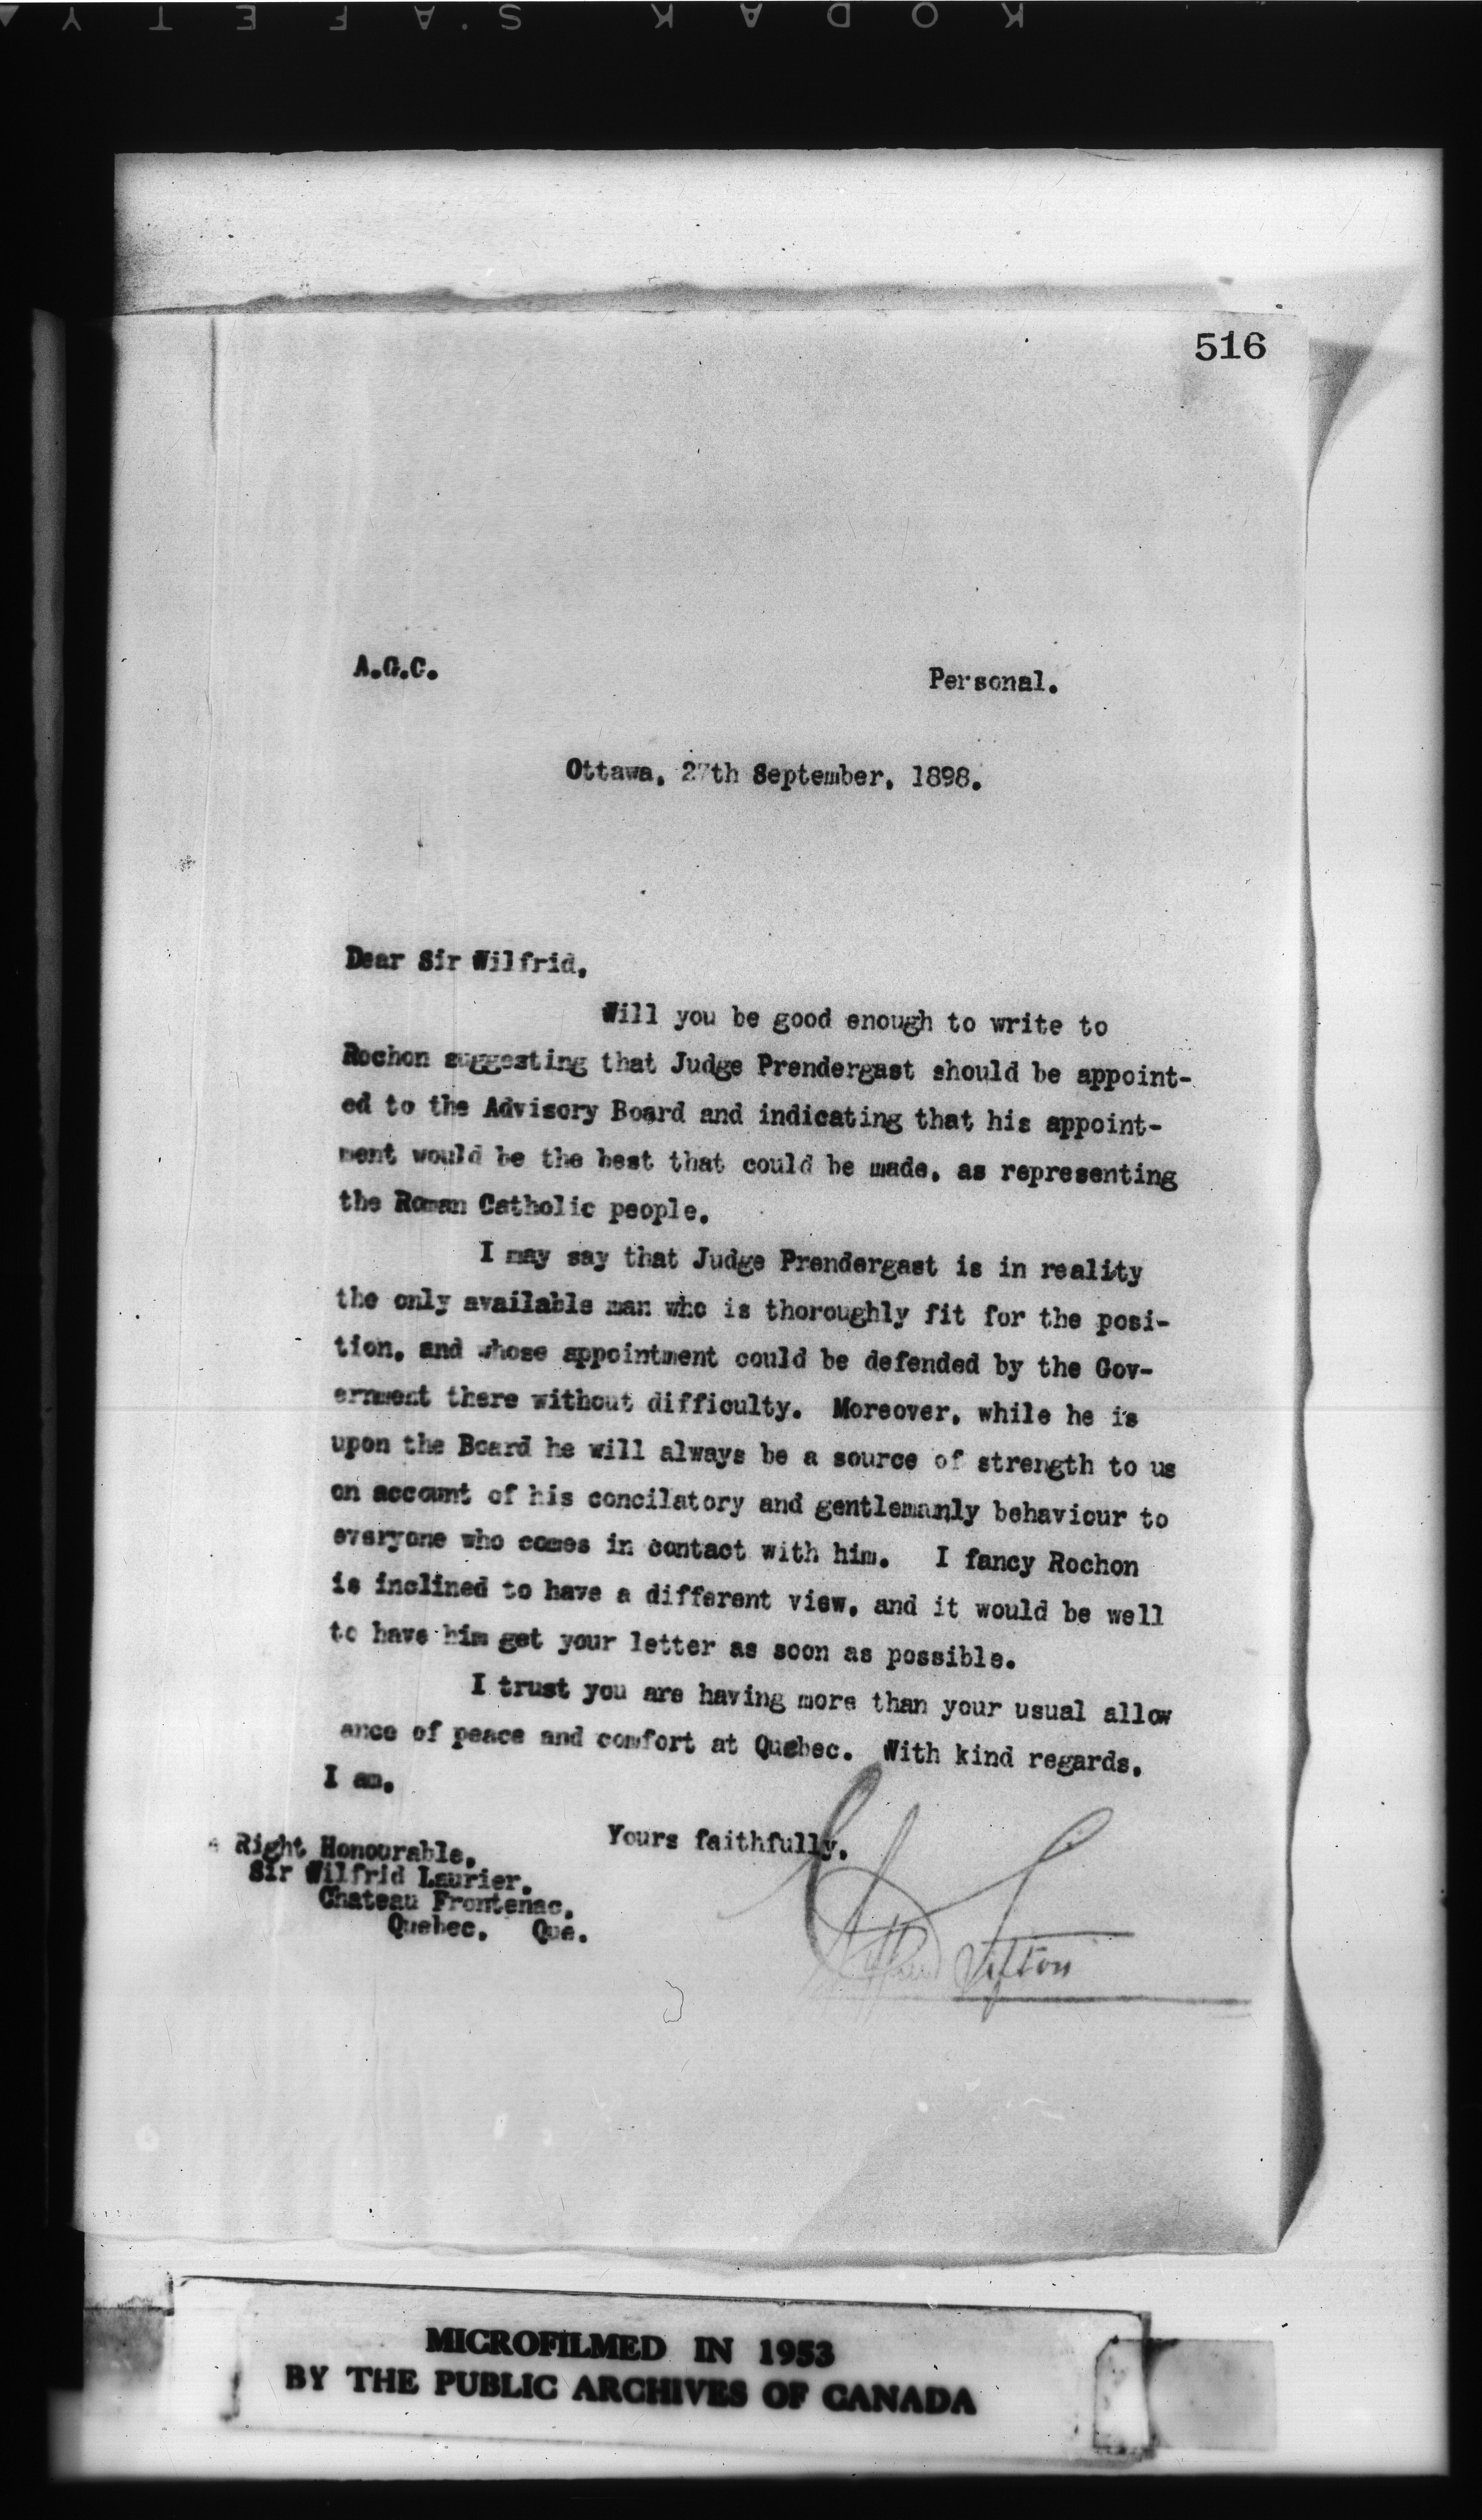 KODAK SAFETY
516
A.G.C.
Personal.
Ottawa, 27th September, 1898.
Dear Sir Wilfrid,
Will you be good enough to write to
Rochon suggesting that Judge Prendergast should be appoint-
ed to the Advisory Board and indicating that his appoint-
ment would be the best that could be made, as representing
the Roman Catholic people.
I may say that Judge Prendergast is in reality
the only available man who is thoroughly fit for the posi-
tion, and whose appointment could be defended by the Gov-
ernment there without difficulty. Moreover, while he is
upon the Board he will always be a source of strength to us
on account of his concilatory and gentlemanly behaviour to
everyone who comes in contact with him. I fancy Rochon
is inclined to have a different view, and it would be well
to have him get your letter as soon as possible.
I trust you are having more than your usual allow
ance of peace and comfort at Quebec. With kind regards,
I am,
Yours faithfully,
Right Honourable,
Sir Wilfrid Laurier,
Chateau Frontenac,
Quebec, Que.
Sifton
MICROFILMED IN 1953
BY THE PUBLIC ARCHIVES OF CANADA